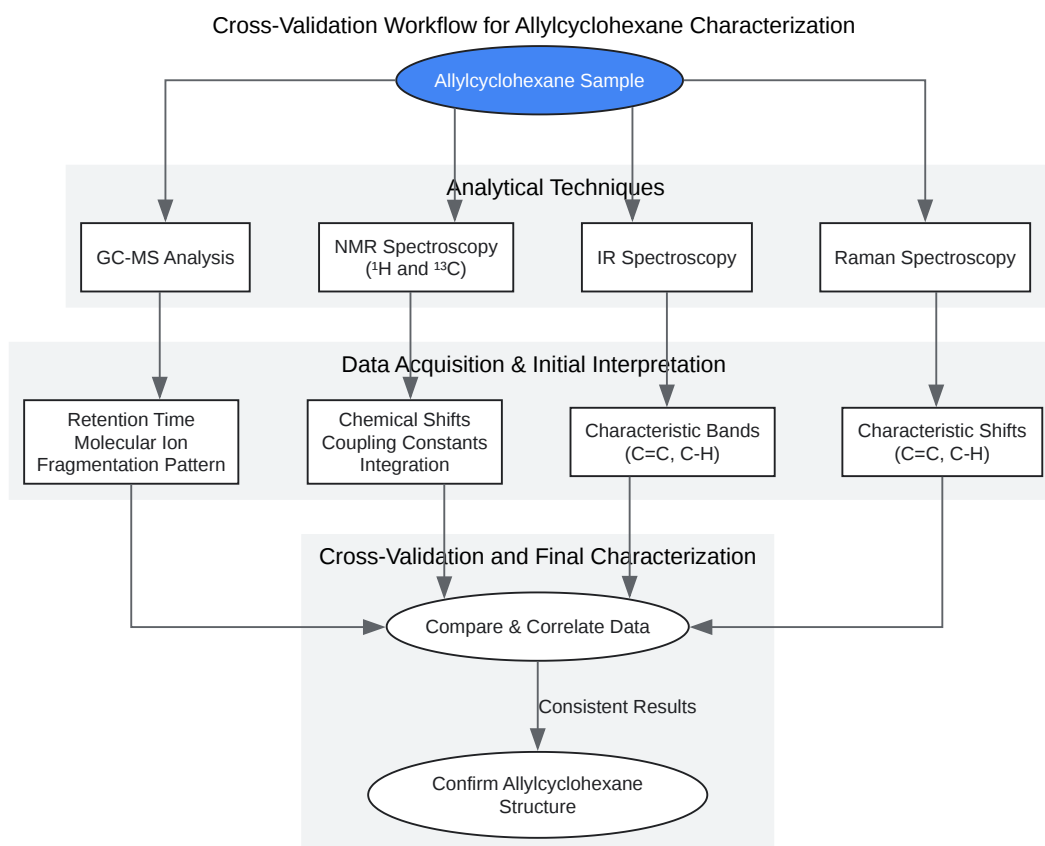 Cross-Validation Workflow for Allylcyclohexane Characterization
Allylcyclohexane Sample
Analytical Techniques
GC-MS Analysis
NMR Spectroscopy
(¹H and ¹³C)
IR Spectroscopy
Raman Spectroscopy
Data Acquisition & Initial Interpretation
Retention Time
Molecular Ion
Fragmentation Pattern
Chemical Shifts
Coupling Constants
Integration
Characteristic Bands
(C=C, C-H)
Characteristic Shifts
(C=C, C-H)
Cross-Validation and Final Characterization
Compare & Correlate Data
Consistent Results
Confirm Allylcyclohexane
Structure